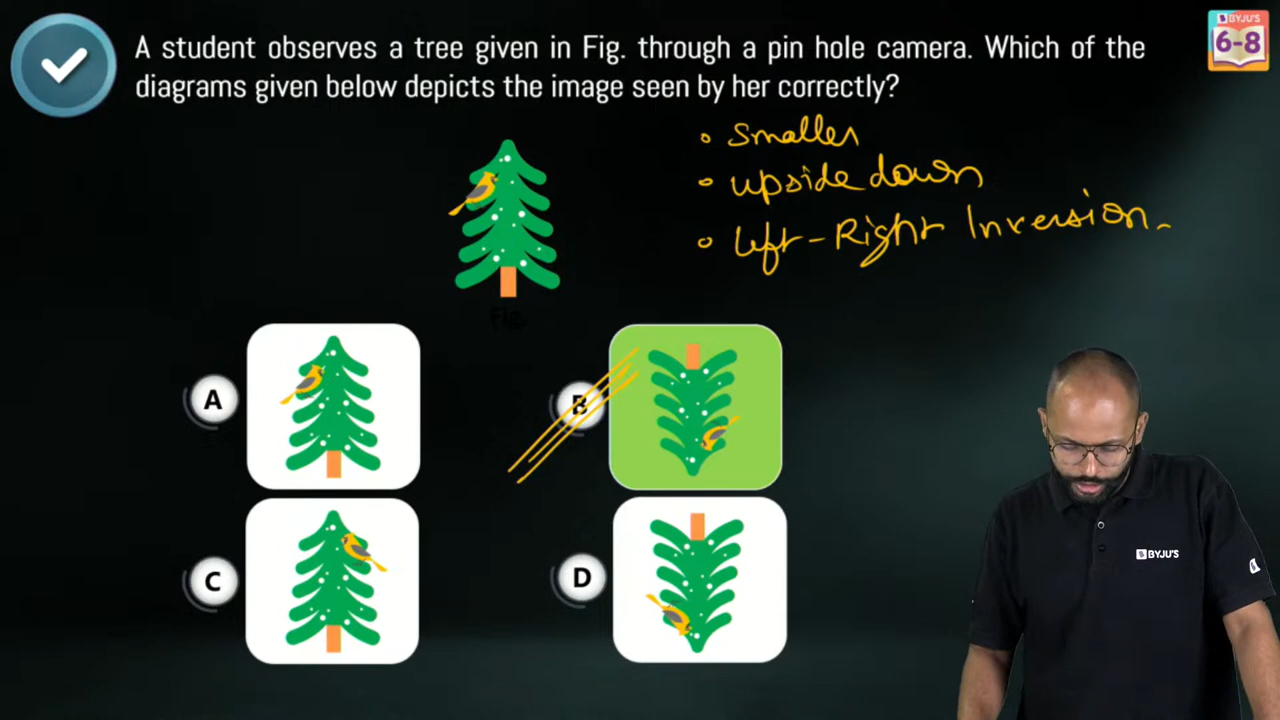 A student observes a tree given in Fig. through a pin hole camera. Which of the
diagrams given below depicts the image seen by her correctly?
BYJU'S
6-8
• Smaller
• upside down
• Left-Right Inversion.
Fig.
A
B
C
D
BYJU'S